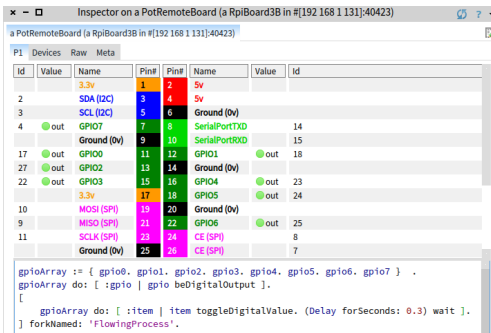 Inspector on a PotRemoteBoard (a RpiBoard3B in #[192 168 1 131]:40423)
?
a PotRemoteBoard (a RpiBoard3B in #[192 168 1 131]:40423)
P1 Devices Raw Meta
Id Value Name Pin# Pin# Name Value Id
3.3v 1 2 5v
2 SDA (I2C) 3 4 5v
3 SCL (I2C) 5 6 Ground (0v)
4 out GPIO7 7 8 SerialPortTXD 14
Ground (0v) 9 10 SerialPortRXD 15
17 out GPIO0 11 12 GPIO1 out 18
27 out GPIO2 13 14 Ground (0v)
22 out GPIO3 15 16 GPIO4 out 23
3.3v 17 18 GPIO5 out 24
10 MOSI (SPI) 19 20 Ground (0v)
9 MISO (SPI) 21 22 GPIO6 out 25
11 SCLK (SPI) 23 24 CE (SPI) 8
Ground (0v) 25 26 CE (SPI) 7
gpioArray := { gpio0. gpio1. gpio2. gpio3. gpio4. gpio5. gpio6. gpio7 } .
gpioArray do: [ :gpio | gpio beDigitalOutput ].
[
gpioArray do: [ :item | item toggleDigitalValue. (Delay forSeconds: 0.3) wait ].
] forkNamed: 'FlowingProcess'.